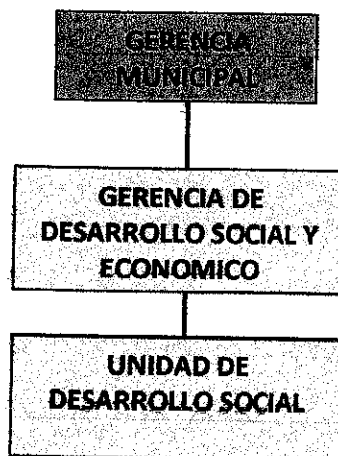 GERENCIA
MUNICIPAL
GERENCIA DE
DESARROLLO SOCIAL Y
ECONOMICO
UNIDAD DE
DESARROLLO SOCIAL